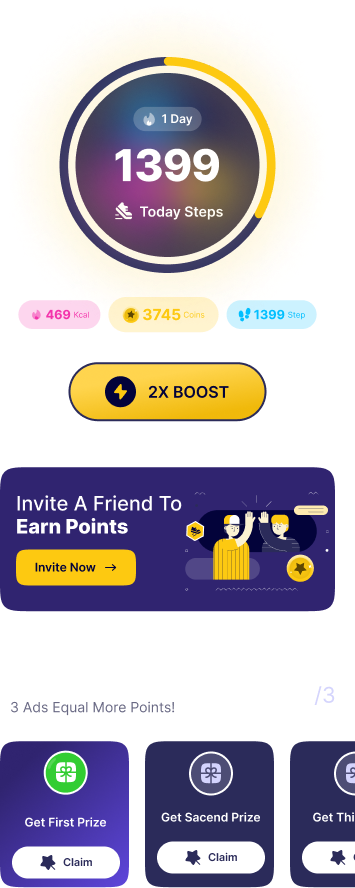 1 Day
1399
Today Steps
469 Kcal
3745 Coins
1399 Step
2X BOOST
Invite A Friend To
Earn Points
Invite Now
/3
3 Ads Equal More Points!
Get First Prize
Get Sacend Prize
Get Thi
Claim
Claim